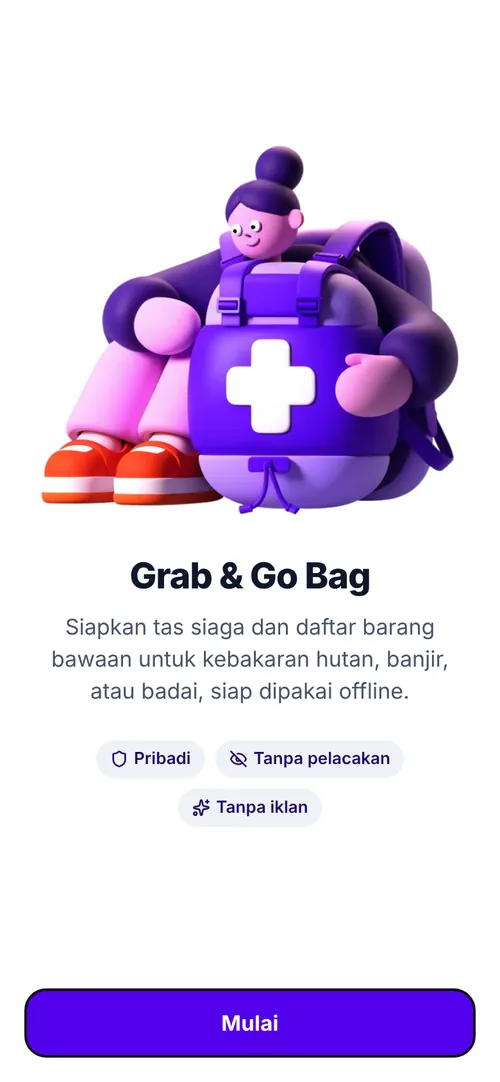 Grab & Go Bag
Siapkan tas siaga dan daftar barang
bawaan untuk kebakaran hutan, banjir,
atau badai, siap dipakai offline.
Pribadi
Tanpa pelacakan
Tanpa iklan
Mulai